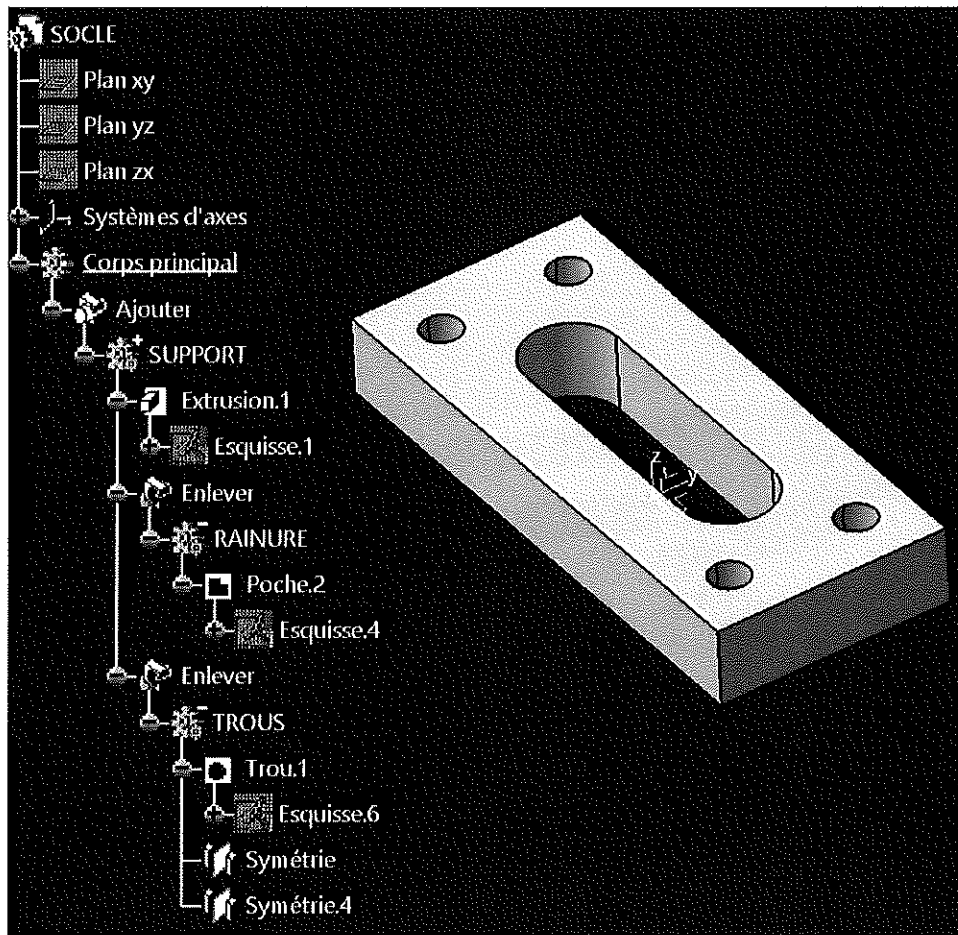 SOCLE
Plan xy
Plan yz
Plan zx
Systèmes d'axes
Corps principal
Ajouter
SUPPORT
Extrusion.1
Esquisse.1
Enlever
RAINURE
Poche.2
Esquisse.4
Enlever
TROUS
Trou.1
Esquisse.6
Symétrie
Symétrie.4
z
y